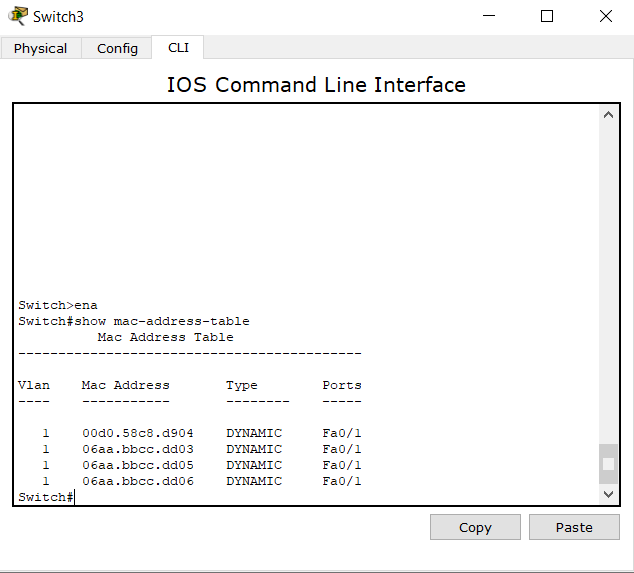 Switch3
Physical Config CLI
IOS Command Line Interface
Switch>ena
Switch#show mac-address-table
Mac Address Table
-------------------------------------------
Vlan Mac Address Type Ports
---- ----------- -------- -----
1 00d0.58c8.d904 DYNAMIC Fa0/1
1 06aa.bbcc.dd03 DYNAMIC Fa0/1
1 06aa.bbcc.dd05 DYNAMIC Fa0/1
1 06aa.bbcc.dd06 DYNAMIC Fa0/1
Switch#
Copy Paste